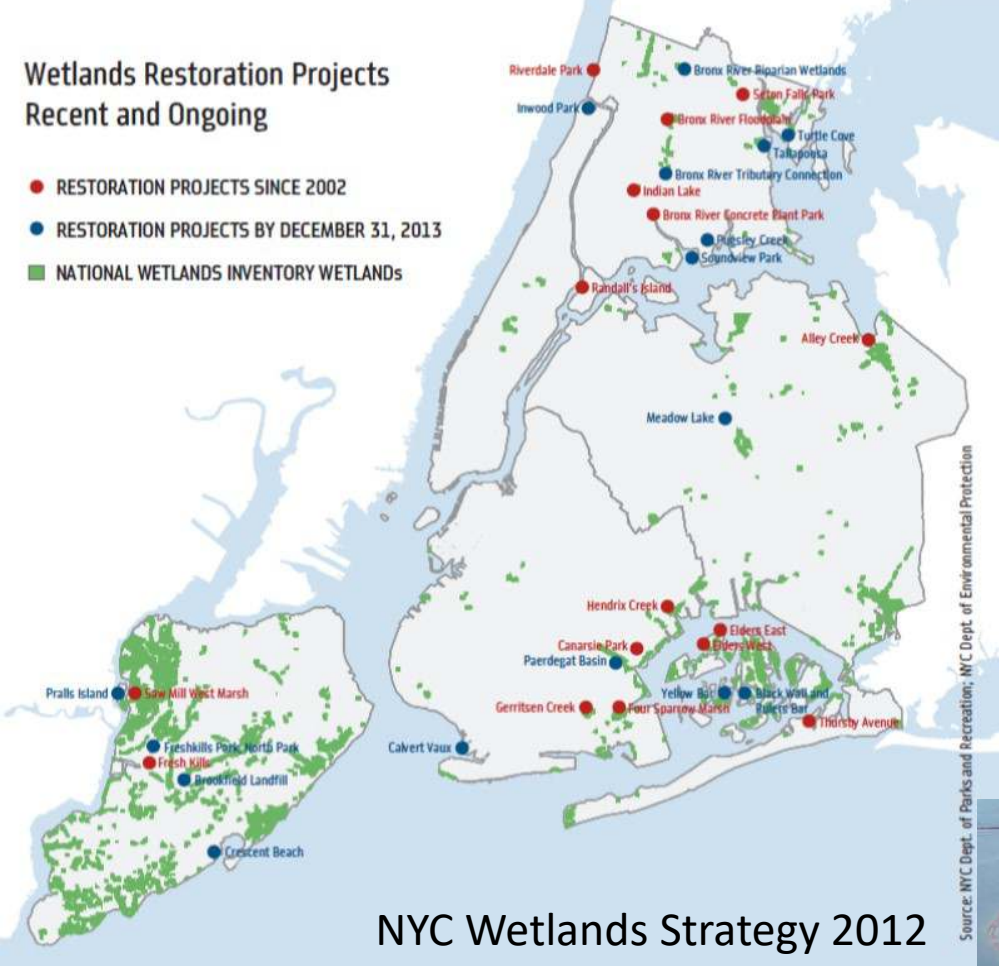 Wetlands Restoration Projects
Recent and Ongoing
RESTORATION PROJECTS SINCE 2002
RESTORATION PROJECTS BY DECEMBER 31, 2013
NATIONAL WETLANDS INVENTORY WETLANDs
Riverdale Park
Bronx River Riparian Wetlands
Seton Falls Park
Inwood Park
Bronx River Floodplain
Turtle Cove
Tallapoosa
Bronx River Tributary Connection
Indian Lake
Bronx River Concrete Plant Park
Pugsley Creek
Soundview Park
Randall's Island
Alley Creek
Meadow Lake
Hendrix Creek
Elders East
Elders West
Canarsie Park
Paerdegat Basin
Pralls Island
Saw Mill West Marsh
Yellow Bar
Black Wall and
Rulers Bar
Gerritsen Creek
Four Sparrow Marsh
Thursby Avenue
Freshkills Park, North Park
Calvert Vaux
Fresh Kills
Brookfield Landfill
Crescent Beach
NYC Wetlands Strategy 2012
Source: NYC Dept. of Parks and Recreation; NYC Dept. of Environmental Protection